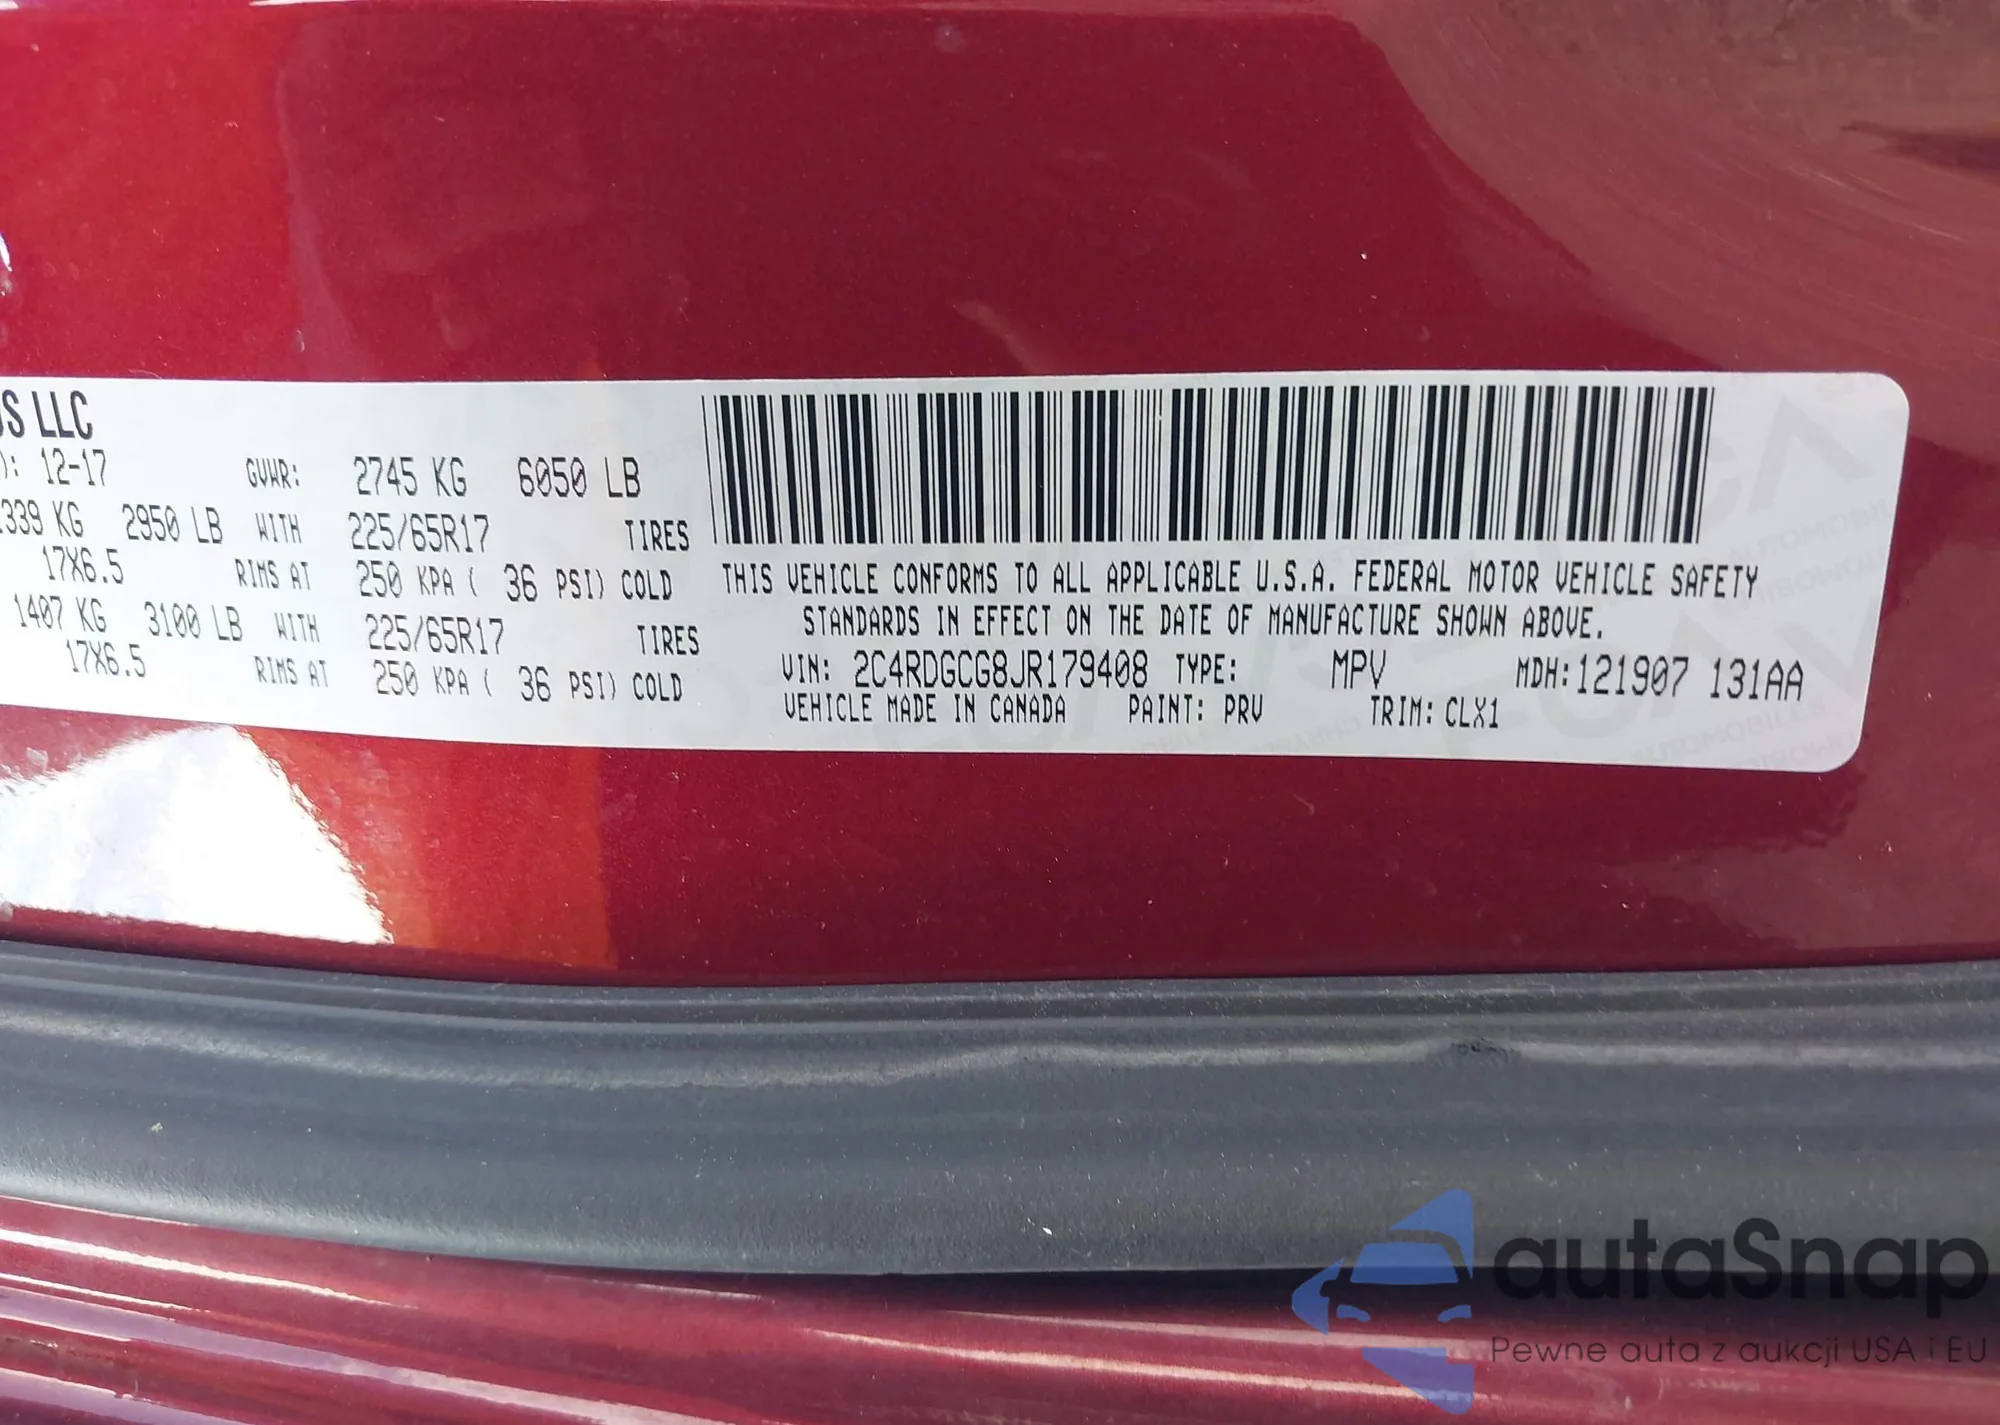 US LLC
): 12-17 GVWR: 2745 KG 6050 LB
1339 KG 2950 LB WITH 225/65R17 TIRES
17X6.5 RIMS AT 250 KPA ( 36 PSI) COLD
1407 KG 3100 LB WITH 225/65R17 TIRES
17X6.5 RIMS AT 250 KPA ( 36 PSI) COLD
THIS VEHICLE CONFORMS TO ALL APPLICABLE U.S.A. FEDERAL MOTOR VEHICLE SAFETY
STANDARDS IN EFFECT ON THE DATE OF MANUFACTURE SHOWN ABOVE.
VIN: 2C4RDGCG8JR179408 TYPE: MPV MDH:121907 131AA
VEHICLE MADE IN CANADA PAINT: PRV TRIM: CLX1
autaSnap
Pewne auta z aukcji USA i EU